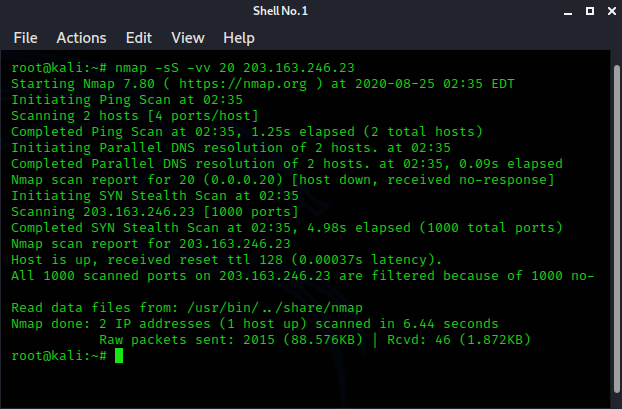 Shell No.1
File Actions Edit View Help
root@kali:~# nmap -sS -vv 20 203.163.246.23
Starting Nmap 7.80 ( https://nmap.org ) at 2020-08-25 02:35 EDT
Initiating Ping Scan at 02:35
Scanning 2 hosts [4 ports/host]
Completed Ping Scan at 02:35, 1.25s elapsed (2 total hosts)
Initiating Parallel DNS resolution of 2 hosts. at 02:35
Completed Parallel DNS resolution of 2 hosts. at 02:35, 0.09s elapsed
Nmap scan report for 20 (0.0.0.20) [host down, received no-response]
Initiating SYN Stealth Scan at 02:35
Scanning 203.163.246.23 [1000 ports]
Completed SYN Stealth Scan at 02:35, 4.98s elapsed (1000 total ports)
Nmap scan report for 203.163.246.23
Host is up, received reset ttl 128 (0.00037s latency).
All 1000 scanned ports on 203.163.246.23 are filtered because of 1000 no-
Read data files from: /usr/bin/../share/nmap
Nmap done: 2 IP addresses (1 host up) scanned in 6.44 seconds
Raw packets sent: 2015 (88.576KB) | Rcvd: 46 (1.872KB)
root@kali:~#